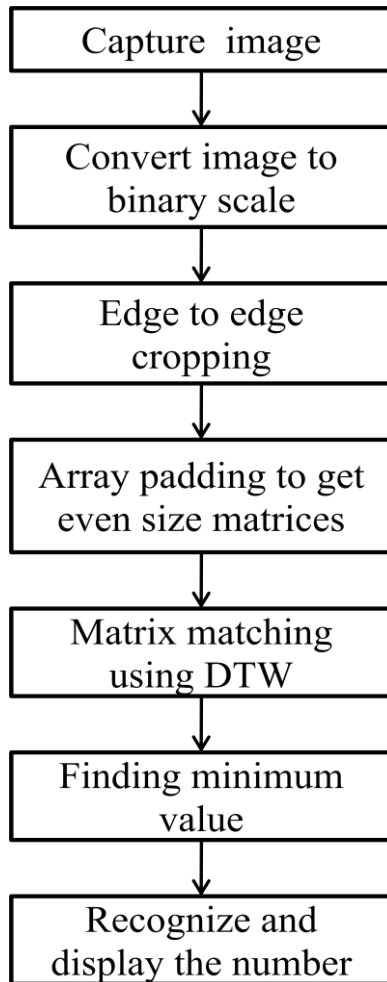 Capture image
Convert image to
binary scale
Edge to edge
cropping
Array padding to get
even size matrices
Matrix matching
using DTW
Finding minimum
value
Recognize and
display the number